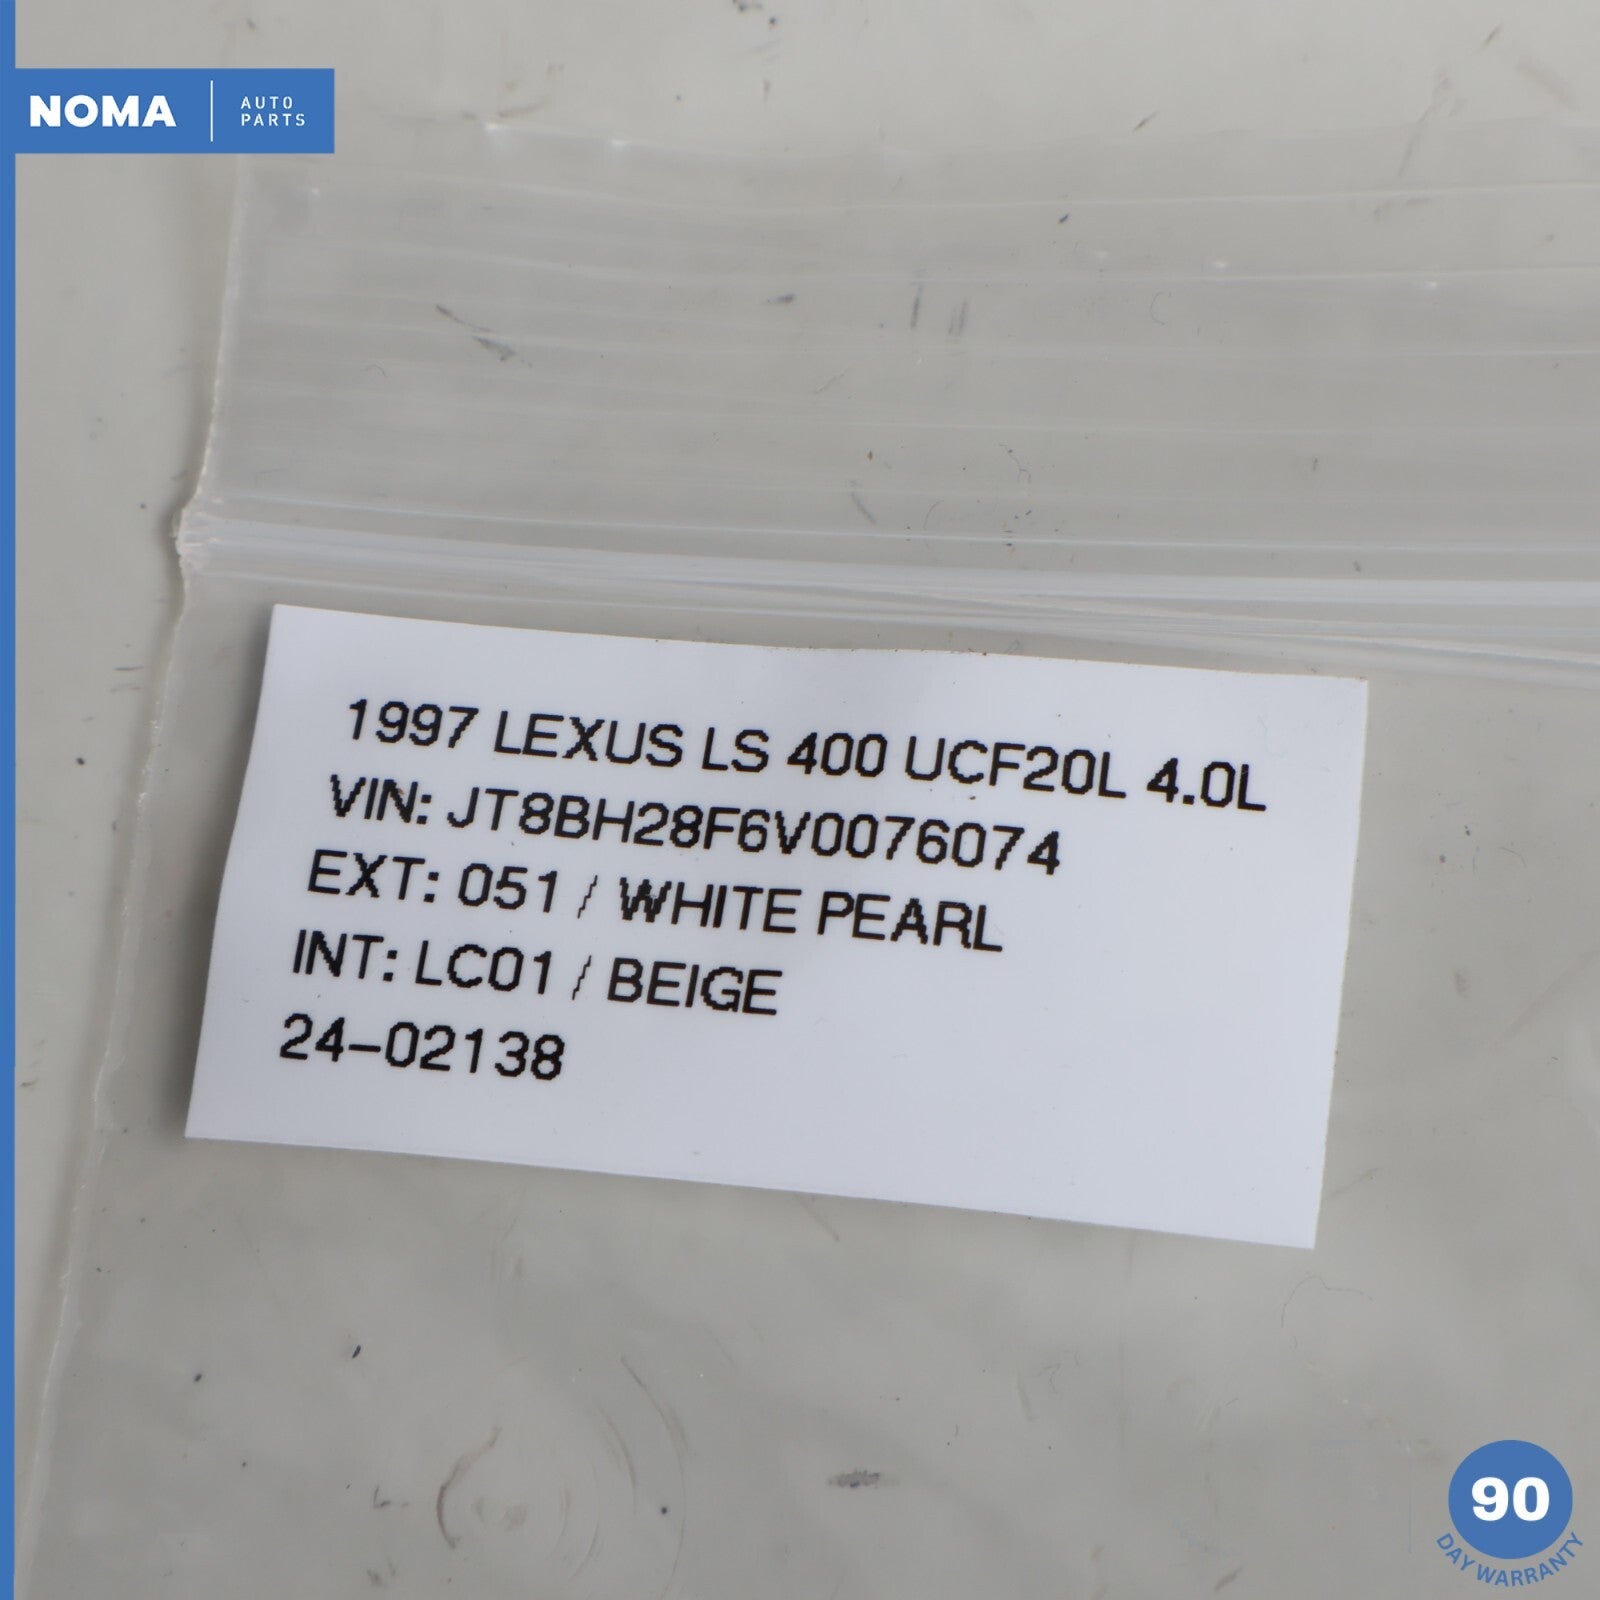 NOMA
AUTO
PARTS
1997 LEXUS LS 400 UCF20L 4.0L
VIN: JT8BH28F6V0076074
EXT: 051 / WHITE PEARL
INT: LC01 / BEIGE
24-02138
90
DAY WARRANTY